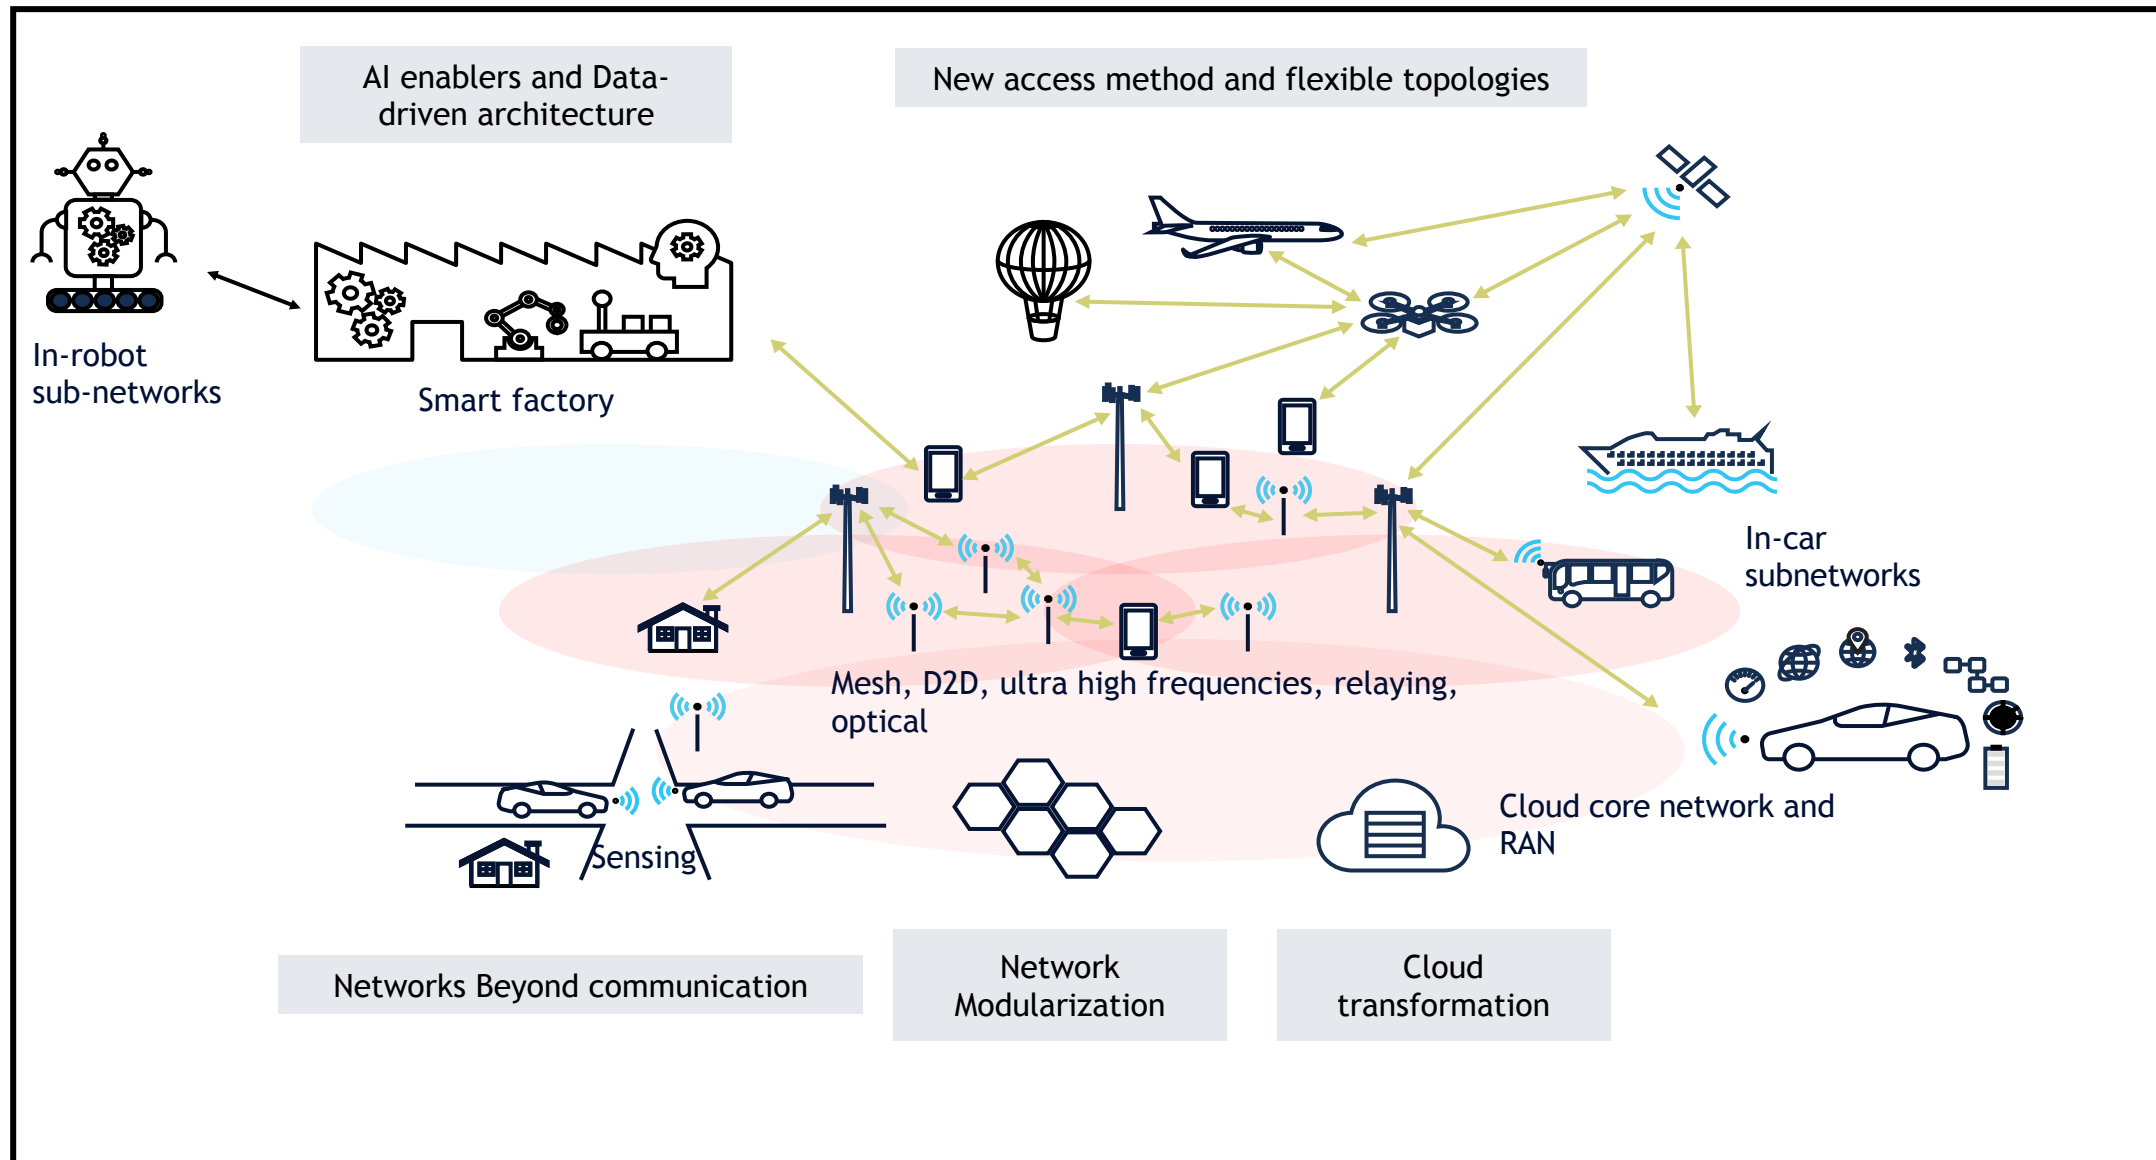 AI enablers and Data-
driven architecture
New access method and flexible topologies
In-robot
sub-networks
Smart factory
In-car
subnetworks
Mesh, D2D, ultra high frequencies, relaying,
optical
Cloud core network and
RAN
Sensing
Networks Beyond communication
Network
Modularization
Cloud
transformation